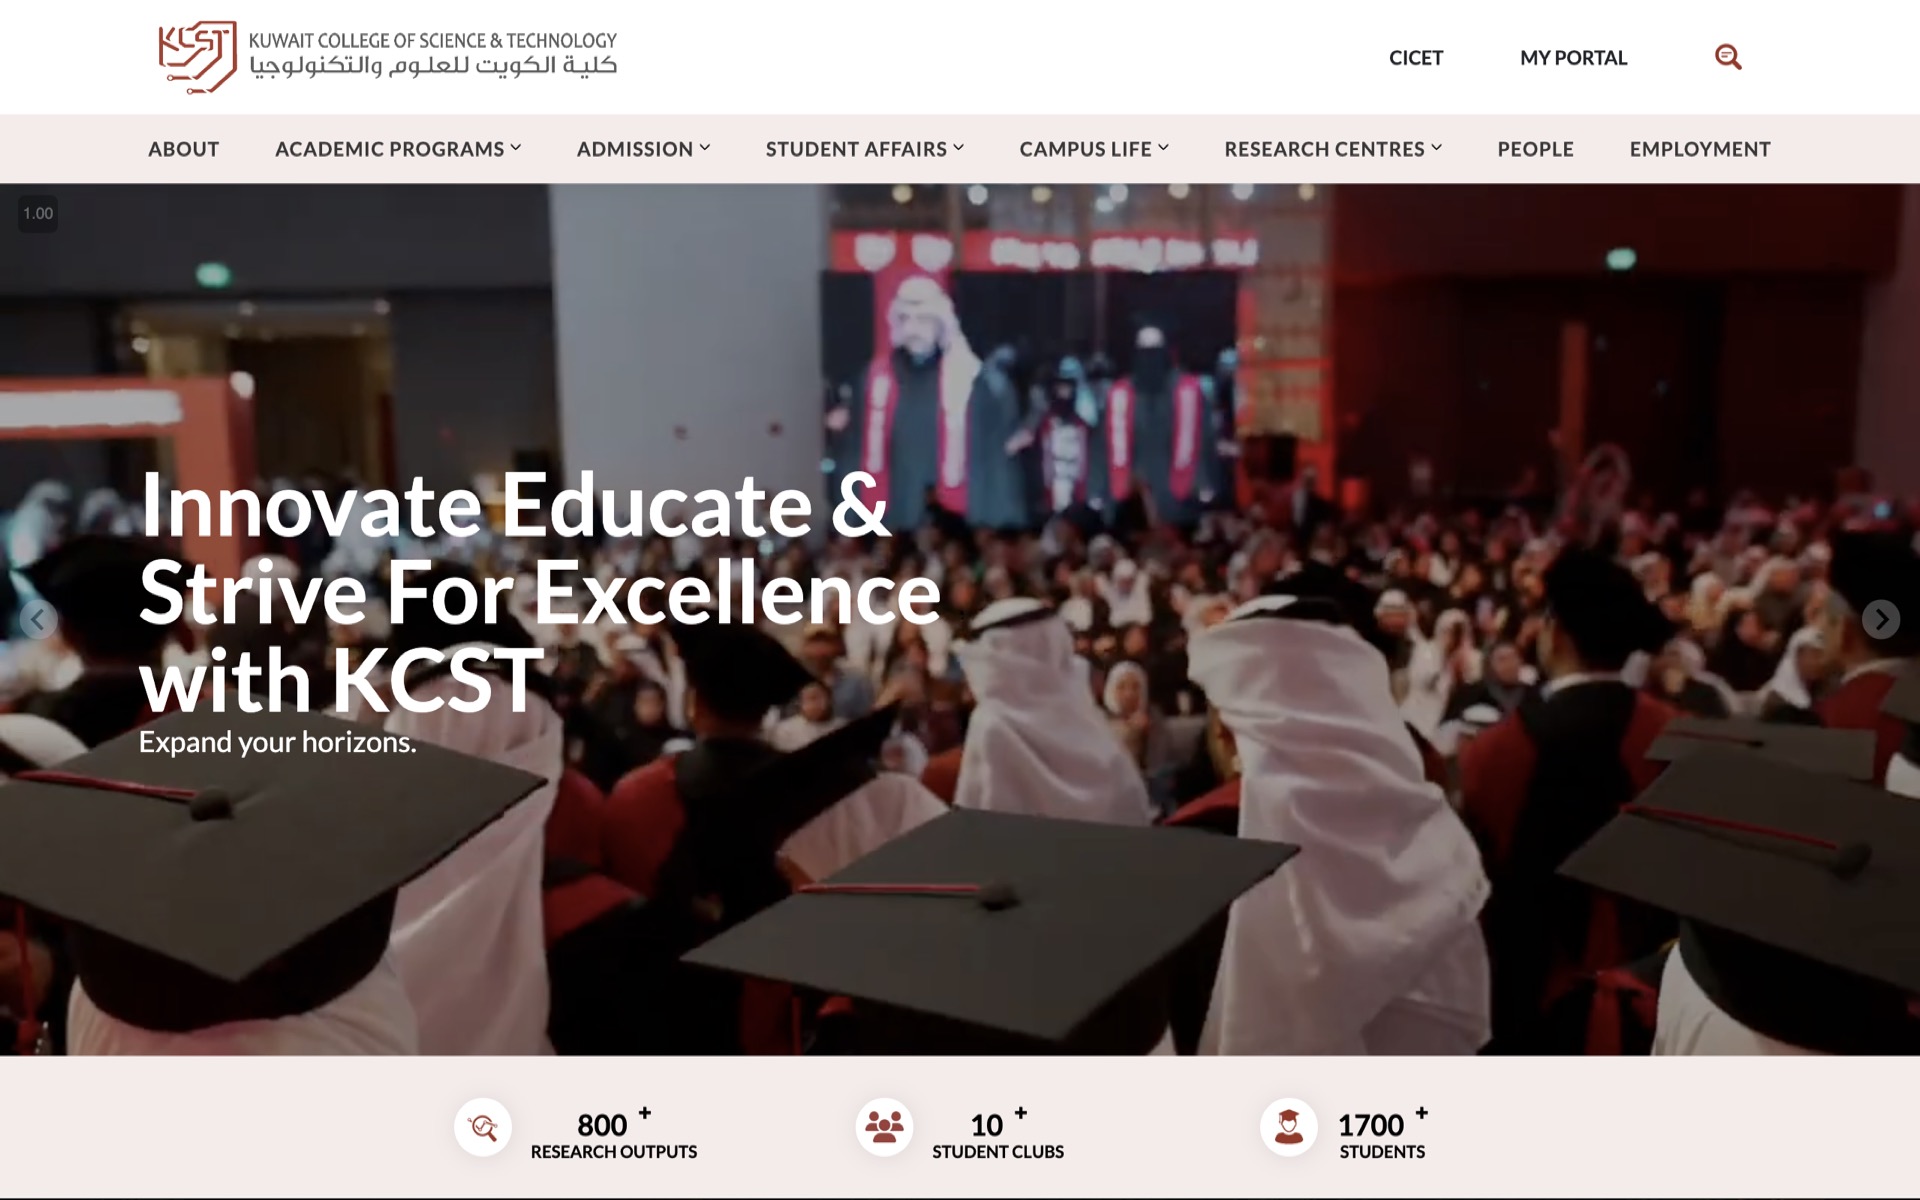 KCST
KUWAIT COLLEGE OF SCIENCE & TECHNOLOGY
كلية الكويت للعلوم والتكنولوجيا
CICET
MY PORTAL
ABOUT
ACADEMIC PROGRAMS
ADMISSION
STUDENT AFFAIRS
CAMPUS LIFE
RESEARCH CENTRES
PEOPLE
EMPLOYMENT
1.00
Innovate Educate &
Strive For Excellence
with KCST
Expand your horizons.
800 +
RESEARCH OUTPUTS
10 +
STUDENT CLUBS
1700 +
STUDENTS